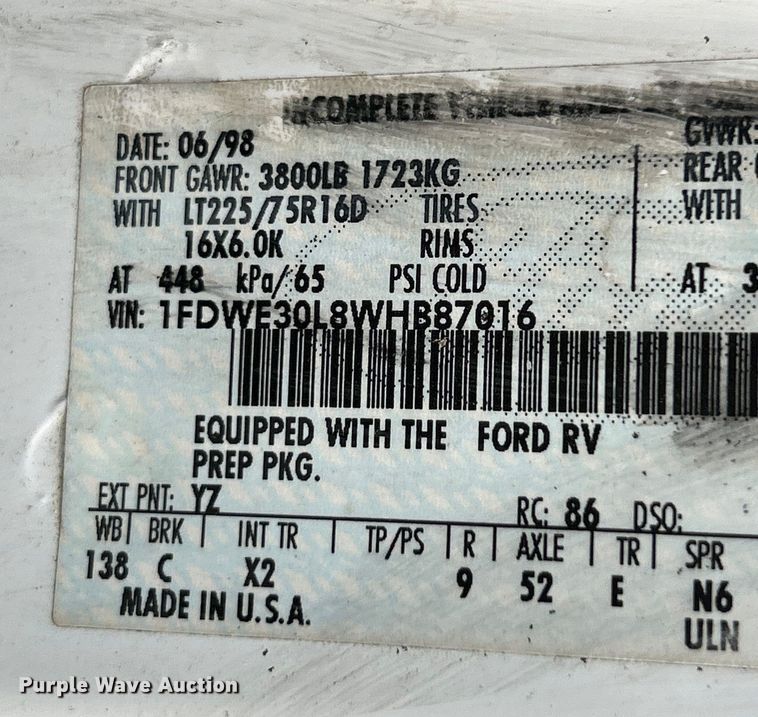 INCOMPLETE VEHICLE
DATE: 06/98 GVWR:
FRONT GAWR: 3800LB 1723KG REAR
WITH LT225/75R16D TIRES WITH
16X6.0K RIMS
AT 448 kPa/65 PSI COLD AT 3
VIN: 1FDWE30L8WHB87016
EQUIPPED WITH THE FORD RV
PREP PKG.
EXT PNT: YZ RC: 86 DSO:
WB BRK INT TR TP/PS R AXLE TR SPR
138 C X2 9 52 E N6
MADE IN U.S.A. ULN
Purple Wave Auction